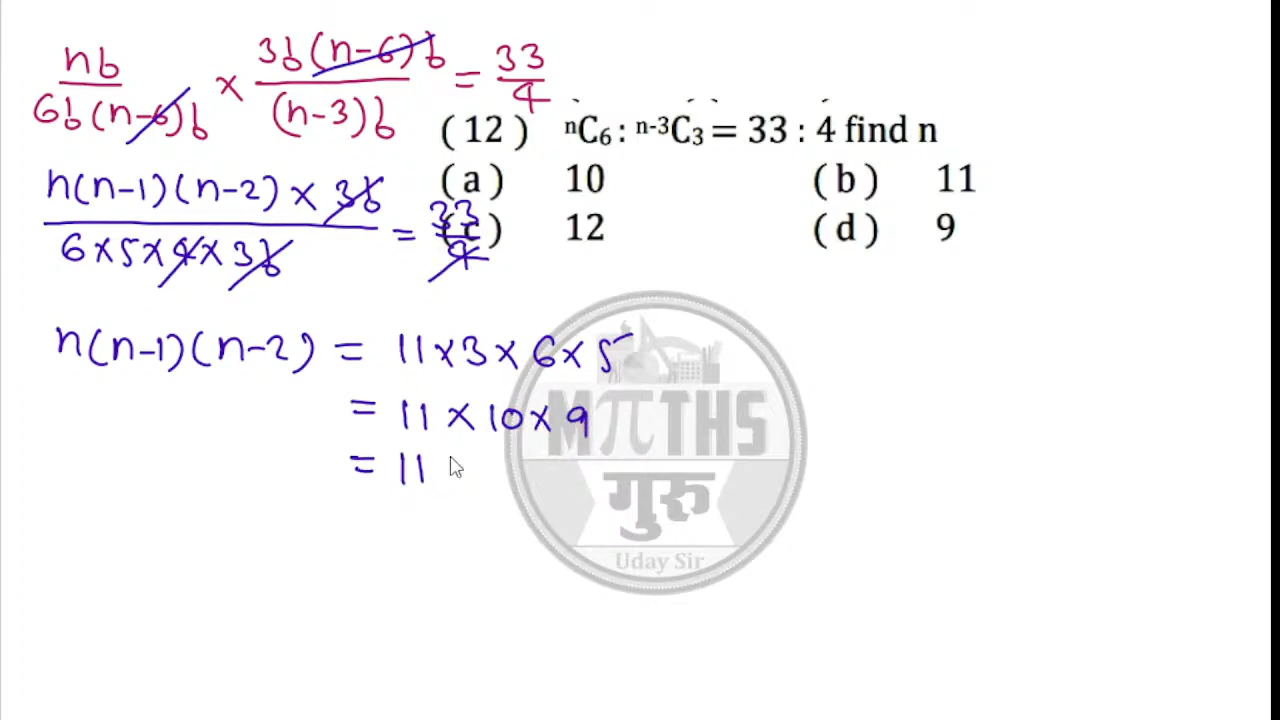 n! / 6!(n-6)! × 3!(n-6)! / (n-3)! = 33/4
( 12 ) ⁿC₆ : ⁿ⁻³C₃ = 33 : 4 find n
( a ) 10 ( b ) 11
( c ) 12 ( d ) 9
n(n-1)(n-2) × 3! / 6×5×4×3! = 33/4
n(n-1)(n-2) = 11×3×6×5
= 11 × 10 × 9
= 11
MπTHS
गुरु
Uday Sir